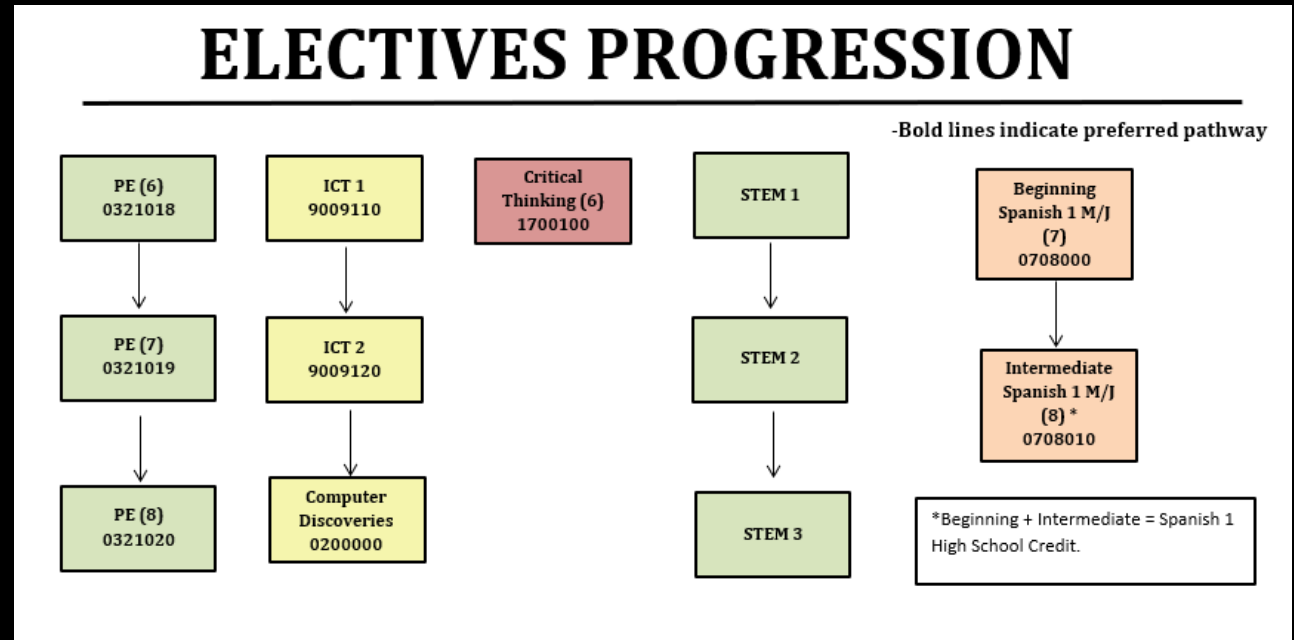 ELECTIVES PROGRESSION
-Bold lines indicate preferred pathway
PE (6)
0321018
PE (7)
0321019
PE (8)
0321020
ICT 1
9009110
ICT 2
9009120
Computer
Discoveries
0200000
Critical
Thinking (6)
1700100
STEM 1
STEM 2
STEM 3
Beginning
Spanish 1 M/J
(7)
0708000
Intermediate
Spanish 1 M/J
(8) *
0708010
*Beginning + Intermediate = Spanish 1
High School Credit.